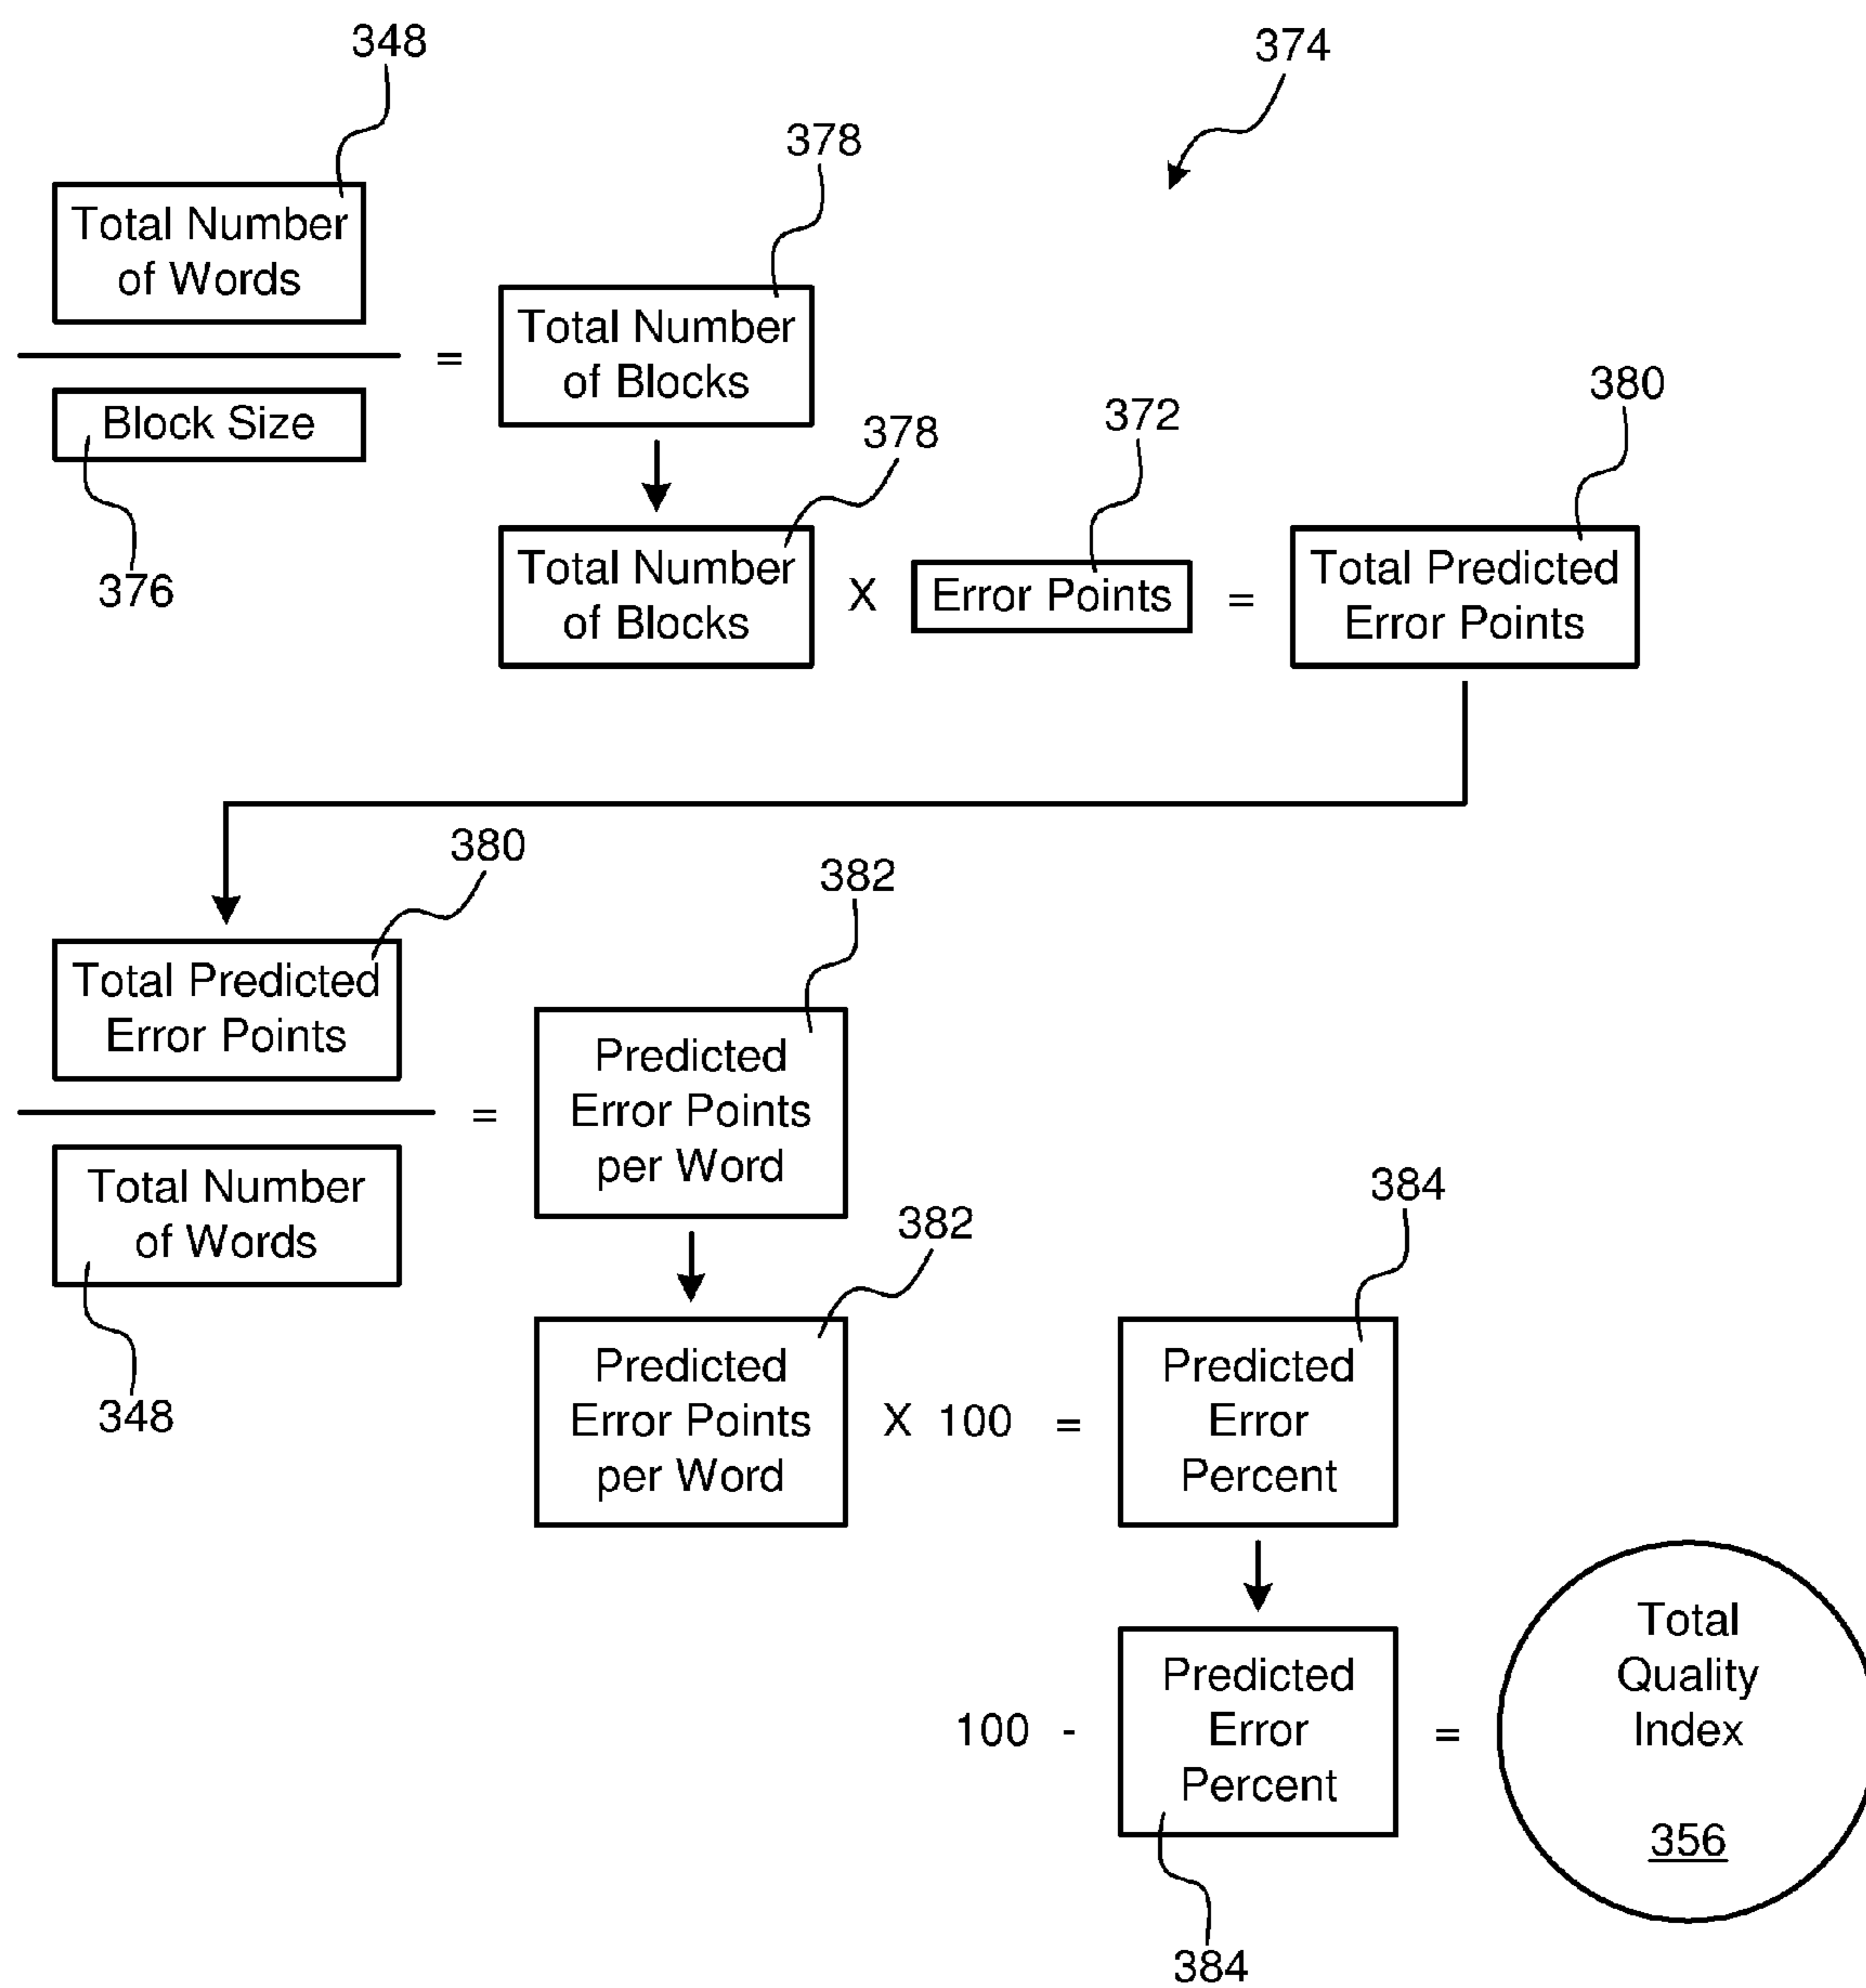 348
374
378
Total Number
of Words
=
Total Number
of Blocks
Block Size
376
378
372
380
Total Number
of Blocks
X
Error Points
=
Total Predicted
Error Points
380
382
Total Predicted
Error Points
=
Predicted
Error Points
per Word
Total Number
of Words
348
382
384
Predicted
Error Points
per Word
X 100 =
Predicted
Error
Percent
100 -
Predicted
Error
Percent
=
Total
Quality
Index
356
384